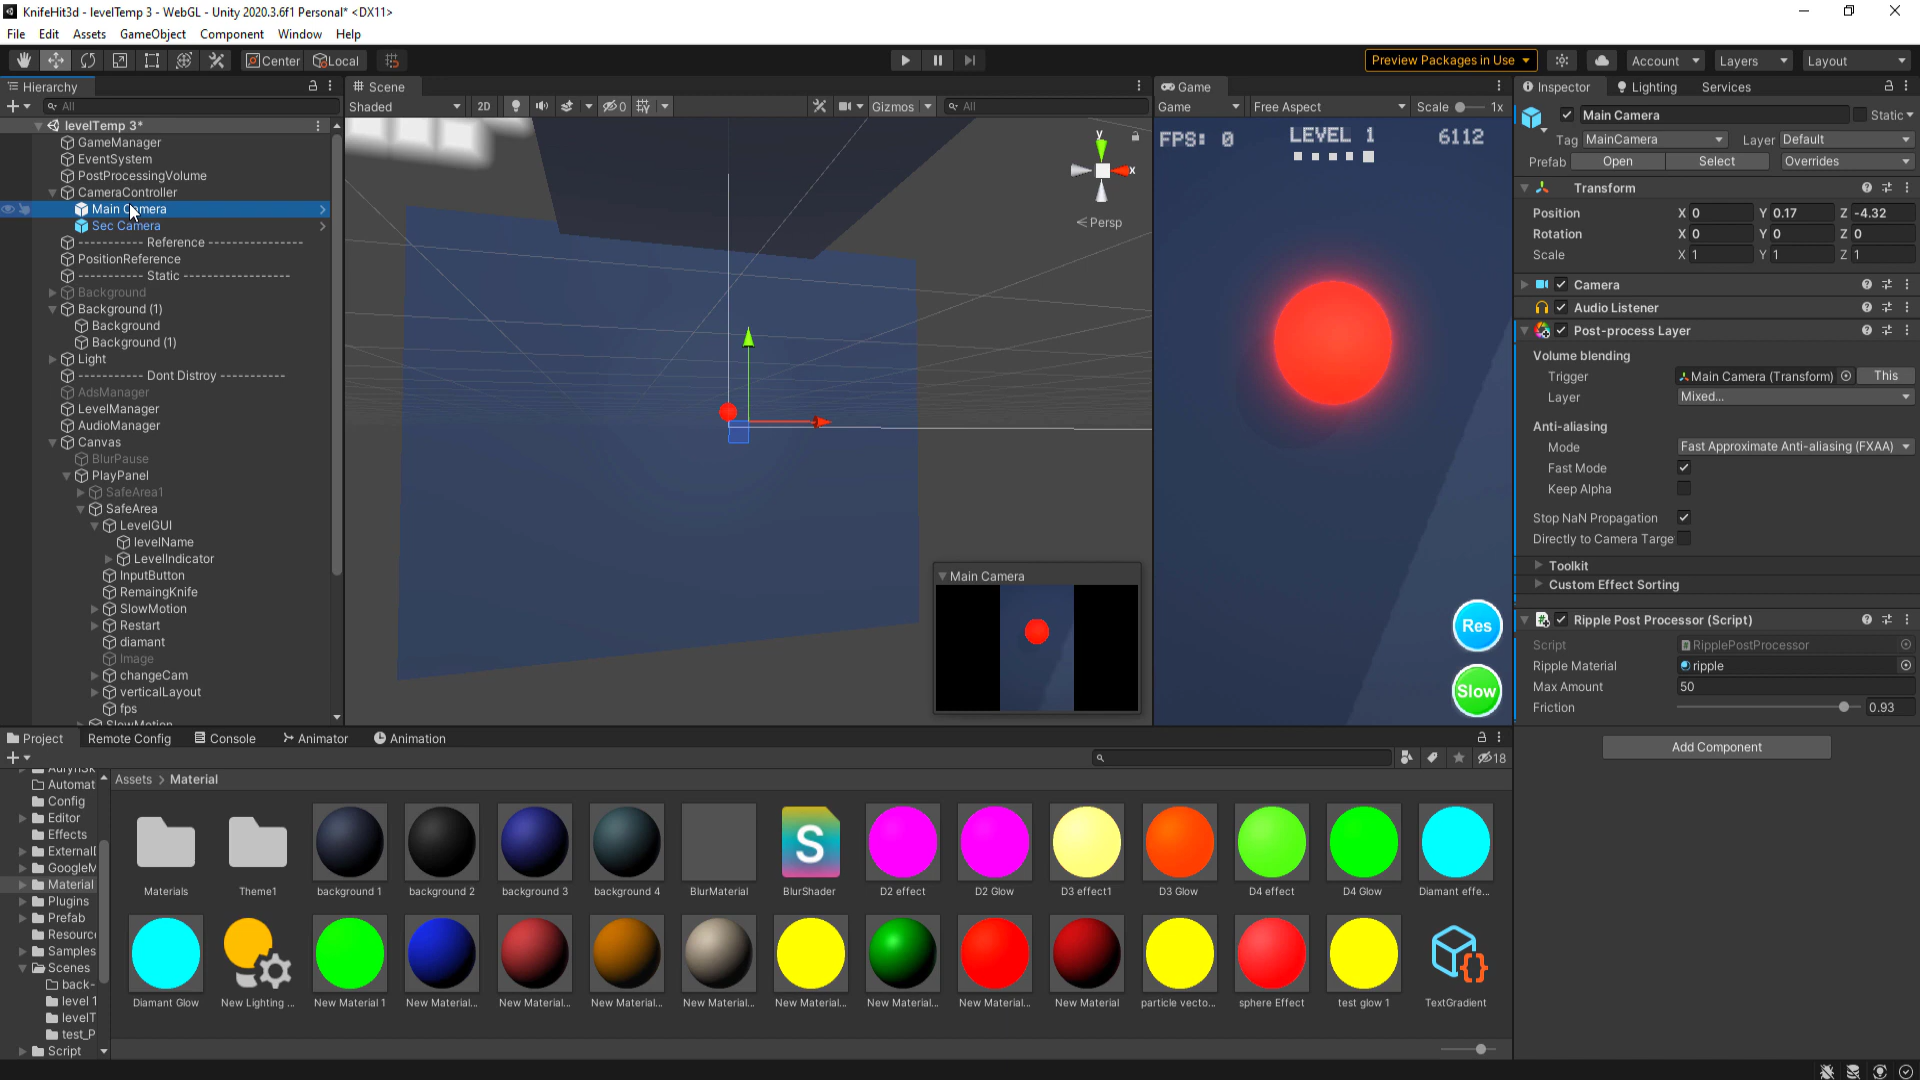 KnifeHit3d - levelTemp 3 - WebGL - Unity 2020.3.6f1 Personal* <DX11>
File Edit Assets GameObject Component Window Help
Center Local
Preview Packages in Use Account Layers Layout
Hierarchy
All
levelTemp 3*
GameManager
EventSystem
PostProcessingVolume
CameraController
Main Camera
Sec Camera
----------- Reference -----------------
PositionReference
----------- Static -----------------
Background
Background (1)
Background
Background (1)
Light
----------- Dont Distroy ----------
AdsManager
LevelManager
AudioManager
Canvas
BlurPause
PlayPanel
SafeArea1
SafeArea
LevelGUI
levelName
LevelIndicator
InputButton
RemaingKnife
SlowMotion
Restart
diamant
Image
changeCam
verticalLayout
fps
SlowMotion
Scene
Shaded 2D 0 Gizmos All
y
x
Persp
Main Camera
Game
Game Free Aspect Scale 1x
FPS: 0 LEVEL 1 6112
Res
Slow
Inspector Lighting Services
Main Camera Static
Tag MainCamera Layer Default
Prefab Open Select Overrides
Transform
Position X 0 Y 0.17 Z -4.32
Rotation X 0 Y 0 Z 0
Scale X 1 Y 1 Z 1
Camera
Audio Listener
Post-process Layer
Volume blending
Trigger Main Camera (Transform) This
Layer Mixed...
Anti-aliasing
Mode Fast Approximate Anti-aliasing (FXAA)
Fast Mode
Keep Alpha
Stop NaN Propagation
Directly to Camera Targe
Toolkit
Custom Effect Sorting
Ripple Post Processor (Script)
Script RipplePostProcessor
Ripple Material ripple
Max Amount 50
Friction 0.93
Add Component
Project Remote Config Console Animator Animation
18
Automat
Config
Editor
Effects
External
GoogleM
Material
Plugins
Prefab
Resourc
Samples
Scenes
back-
level 1
levelT
test_P
Script
Assets > Material
Materials Theme1 background 1 background 2 background 3 background 4 BlurMaterial BlurShader D2 effect D2 Glow D3 effect1 D3 Glow D4 effect D4 Glow Diamant effe...
Diamant Glow New Lighting ... New Material 1 New Material... New Material... New Material... New Material... New Material... New Material... New Material... New Material particle vecto... sphere Effect test glow 1 TextGradient